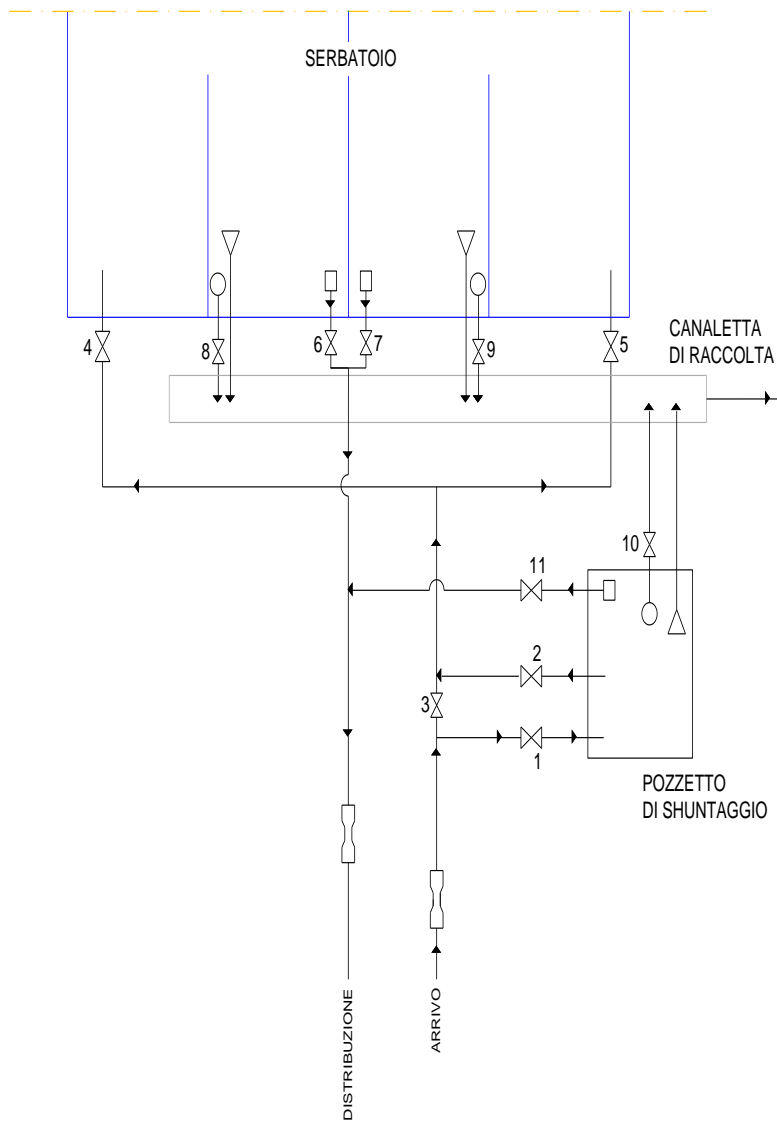 SERBATOIO
CANALETTA
DI RACCOLTA
4
8
6
7
9
5
10
11
2
3
1
POZZETTO
DI SHUNTAGGIO
DISTRIBUZIONE
ARRIVO